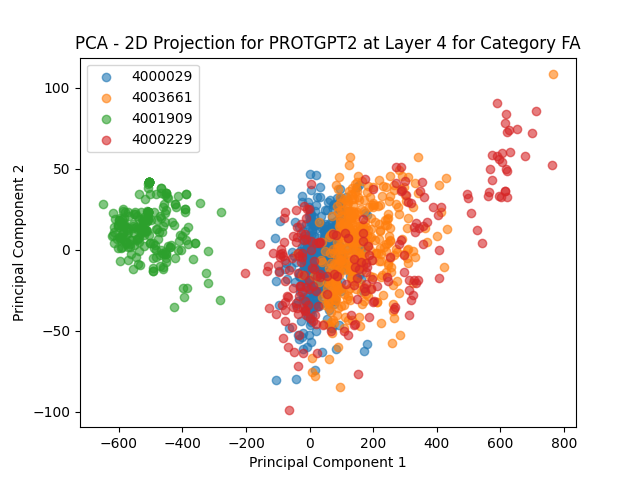 PCA - 2D Projection for PROTGPT2 at Layer 4 for Category FA
4000029
4003661
4001909
4000229
100
50
0
−50
−100
Principal Component 2
−600 −400 −200 0 200 400 600 800
Principal Component 1